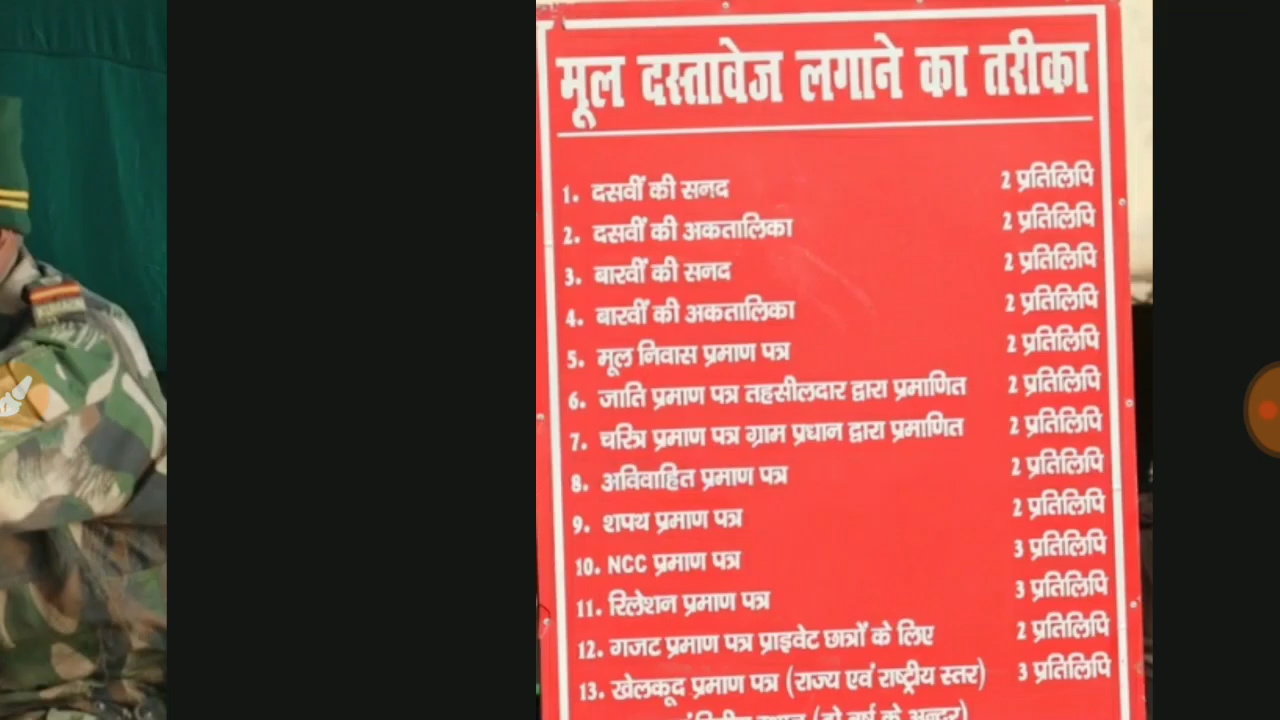 मूल दस्तावेज लगाने का तरीका
1. दसवीं की सनद 2 प्रतिलिपि
2. दसवीं की अकतालिका 2 प्रतिलिपि
3. बारवीं की सनद 2 प्रतिलिपि
4. बारवीं की अकतालिका 2 प्रतिलिपि
5. मूल निवास प्रमाण पत्र 2 प्रतिलिपि
6. जाति प्रमाण पत्र तहसीलदार द्वारा प्रमाणित 2 प्रतिलिपि
7. चरित्र प्रमाण पत्र ग्राम प्रधान द्वारा प्रमाणित 2 प्रतिलिपि
8. अविवाहित प्रमाण पत्र 2 प्रतिलिपि
9. शपथ प्रमाण पत्र 2 प्रतिलिपि
10. NCC प्रमाण पत्र 3 प्रतिलिपि
11. रिलेशन प्रमाण पत्र 3 प्रतिलिपि
12. गजट प्रमाण पत्र प्राइवेट छात्रों के लिए 2 प्रतिलिपि
13. खेलकूद प्रमाण पत्र (राज्य एवं राष्ट्रीय स्तर) 3 प्रतिलिपि
(दो वर्ष के अन्दर)